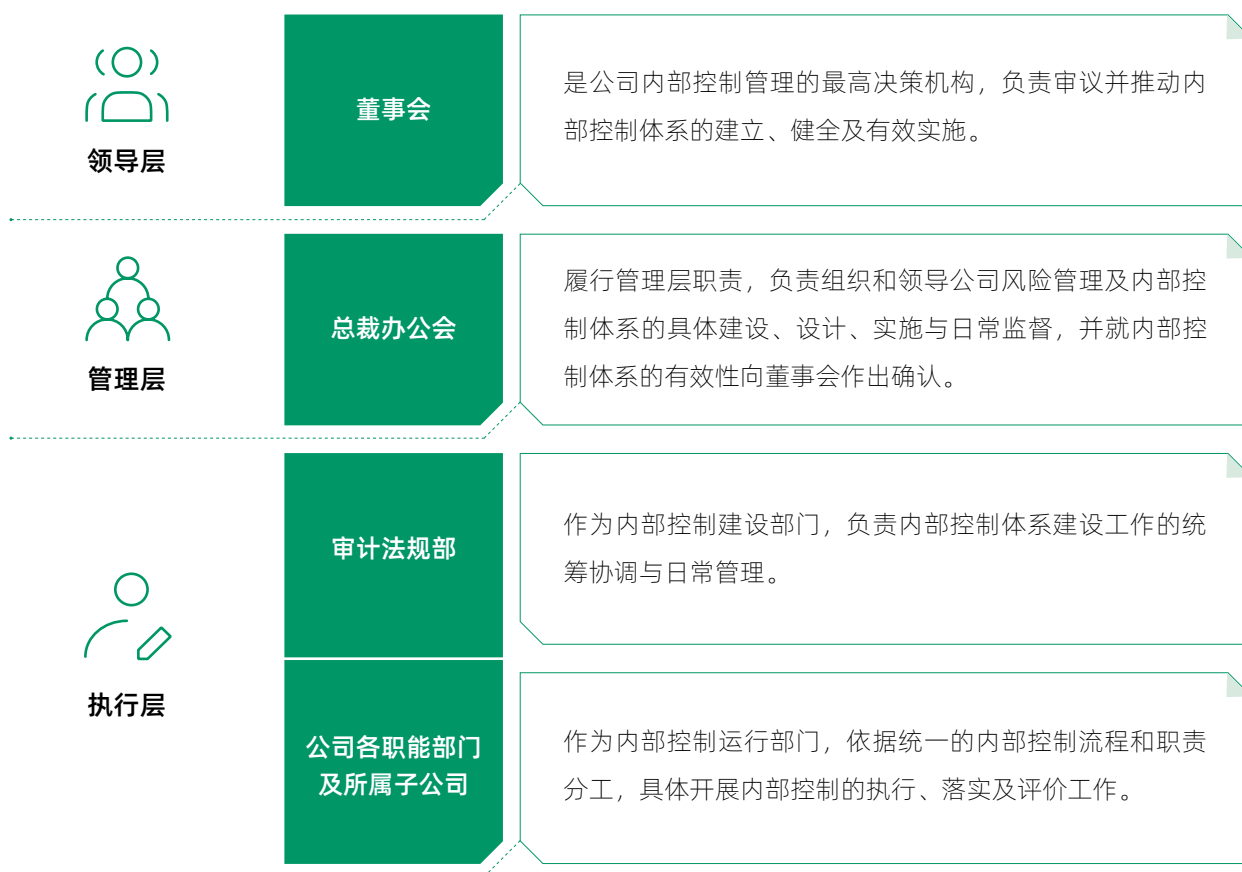 领导层
董事会
是公司内部控制管理的最高决策机构，负责审议并推动内
部控制体系的建立、健全及有效实施。
管理层
总裁办公会
履行管理层职责，负责组织和领导公司风险管理及内部控
制体系的具体建设、设计、实施与日常监督，并就内部控
制体系的有效性向董事会作出确认。
执行层
审计法规部
作为内部控制建设部门，负责内部控制体系建设工作的统
筹协调与日常管理。
公司各职能部门
及所属子公司
作为内部控制运行部门，依据统一的内部控制流程和职责
分工，具体开展内部控制的执行、落实及评价工作。